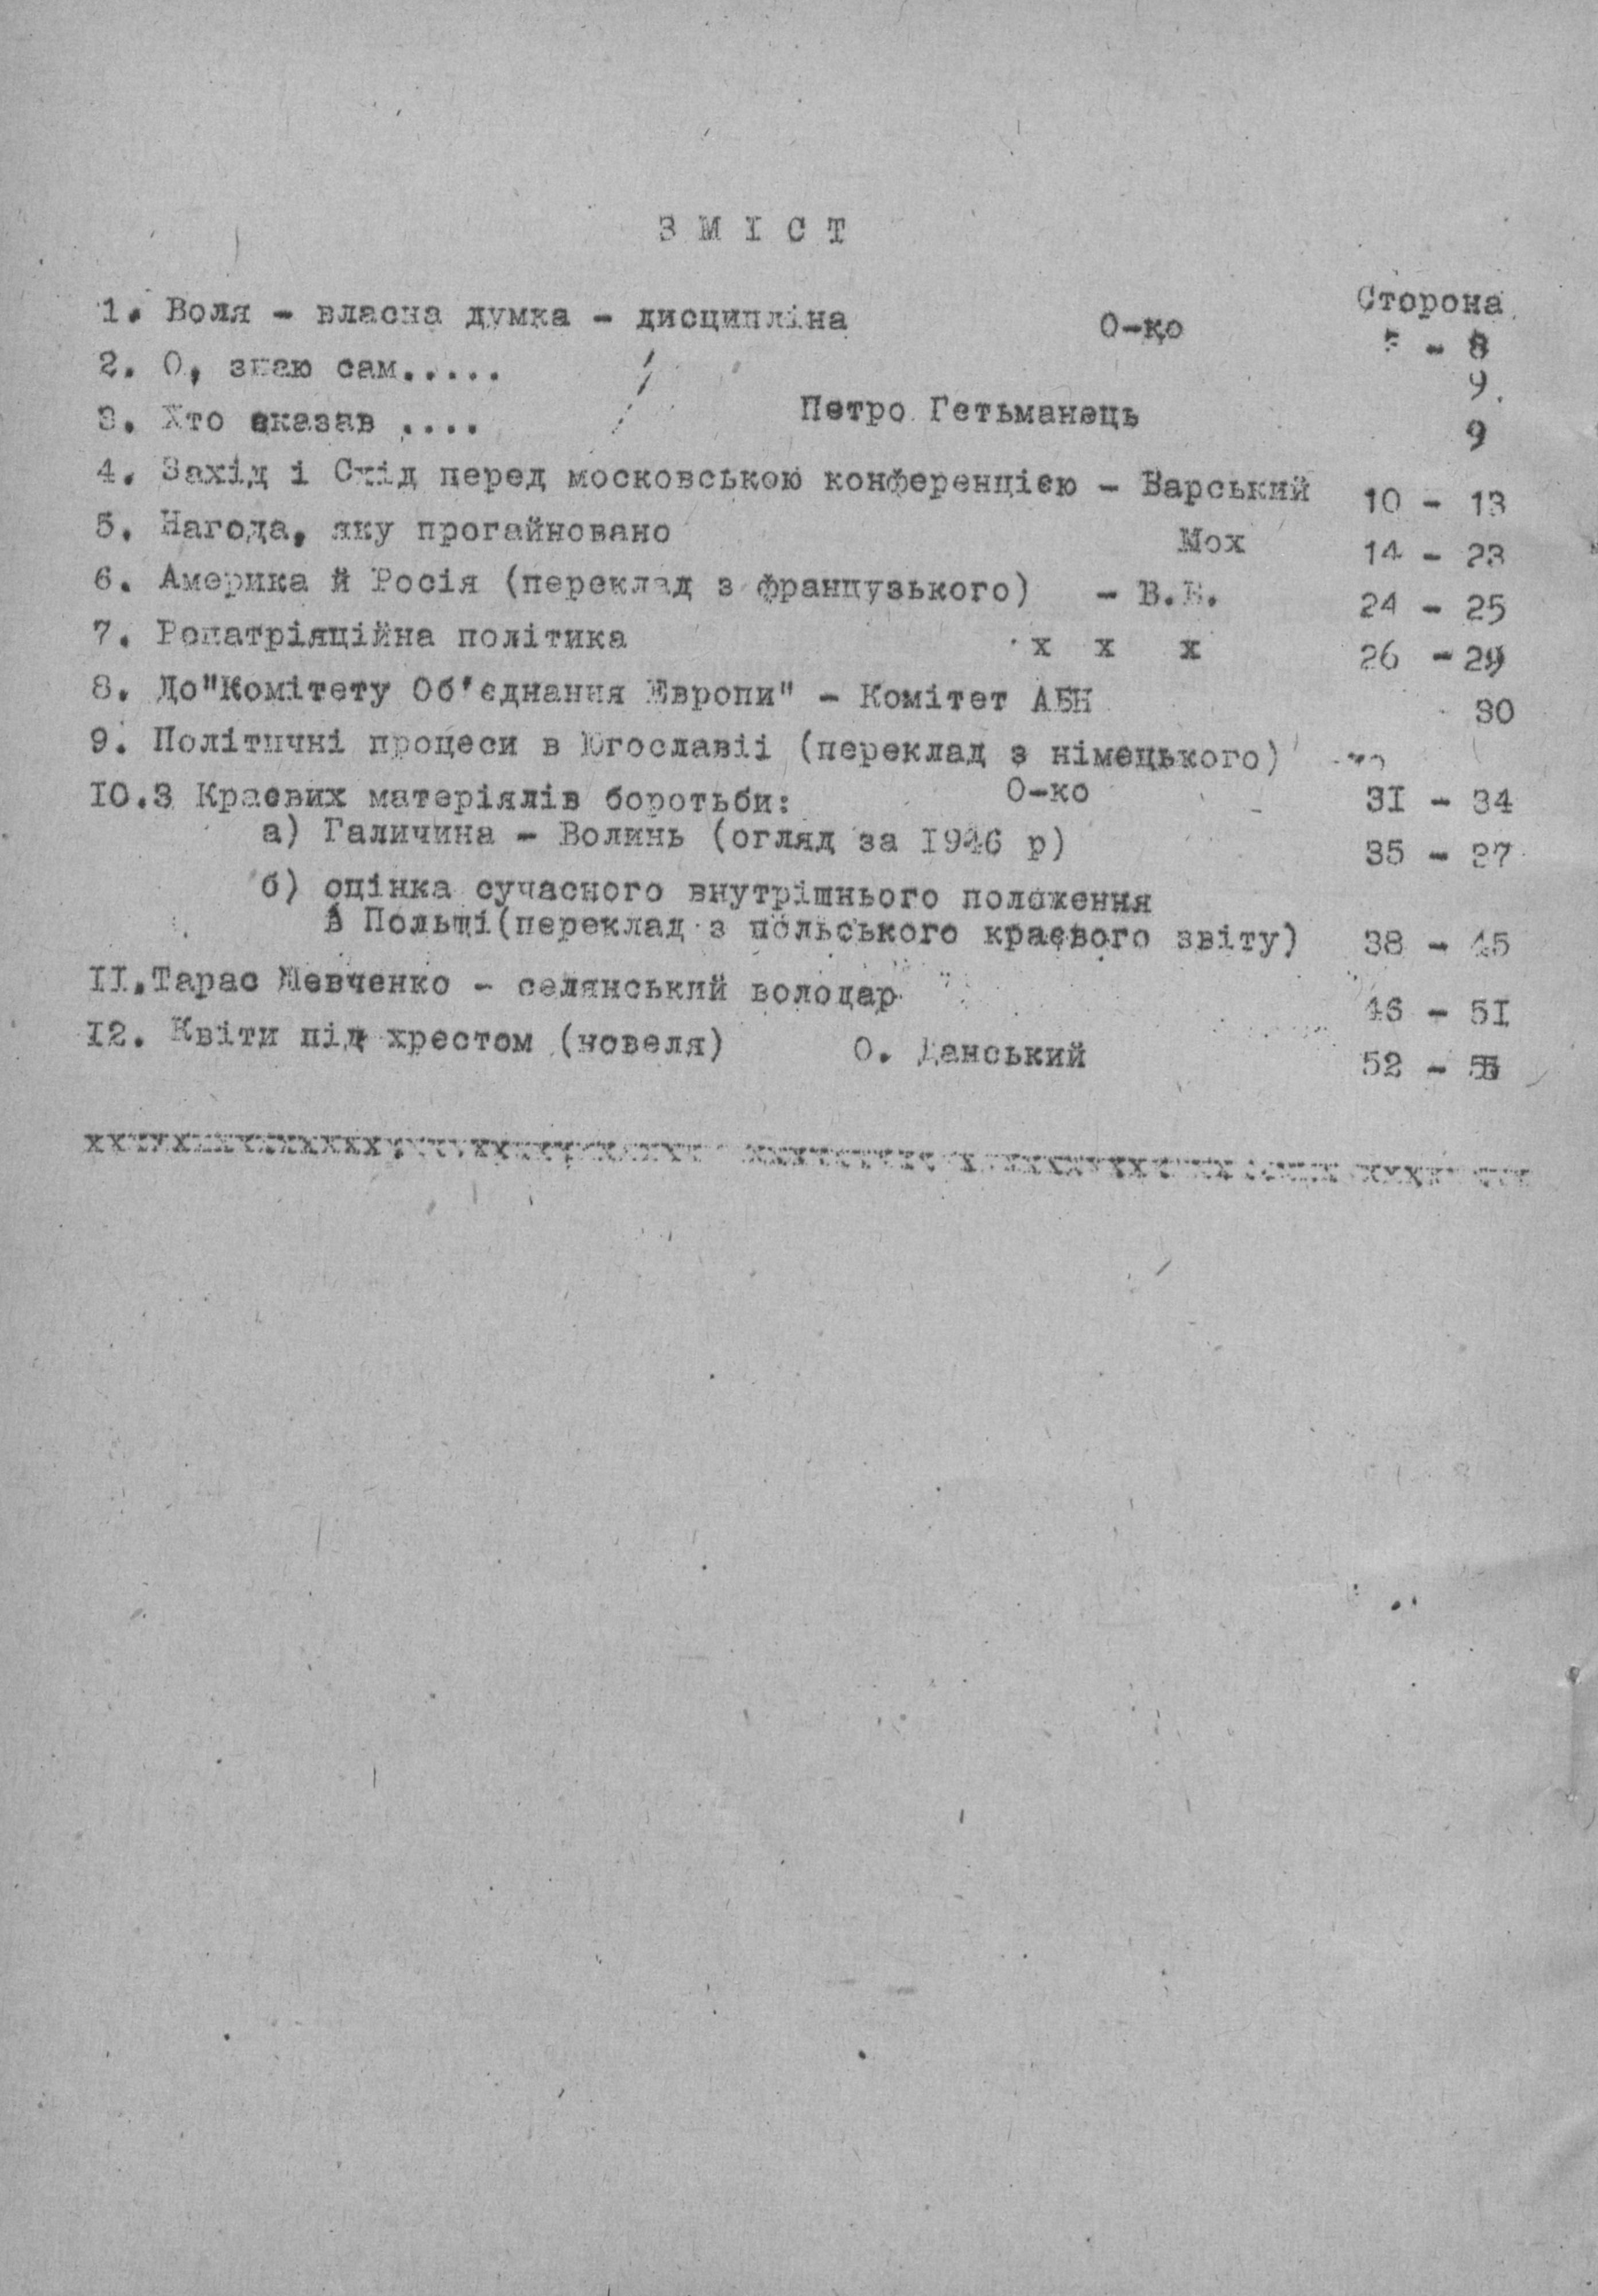 ЗМІСТ
Сторона
1. Воля - власна думка - дисципліна О-ко 5 - 8
2. О, знаю сам..... / 9
3. Хто сказав .... / Петро Гетьманець 9
4. Захід і Схід перед московською конференцією - Варський 10 - 13
5. Нагода, яку прогайновано Мох 14 - 23
6. Америка й Росія (переклад з французького) - В. 24 - 25
7. Репатріяційна політика х х х 26 - 29
8. До "Комітету Об'єднання Европи" - Комітет АБН 30
9. Політичні процеси в Югославіі (переклад з німецького)
О-ко 31 - 34
10.З Краєвих матеріялів боротьби:
а) Галичина - Волинь (огляд за 1946 р) 35 - 37
б) оцінка сучасного внутрішнього положення
в Польщі(переклад з польського краєвого звіту) 38 - 45
11.Тарас Шевченко - селянський володар 46 - 51
12. Квіти під хрестом (новеля) О. Данський 52 -